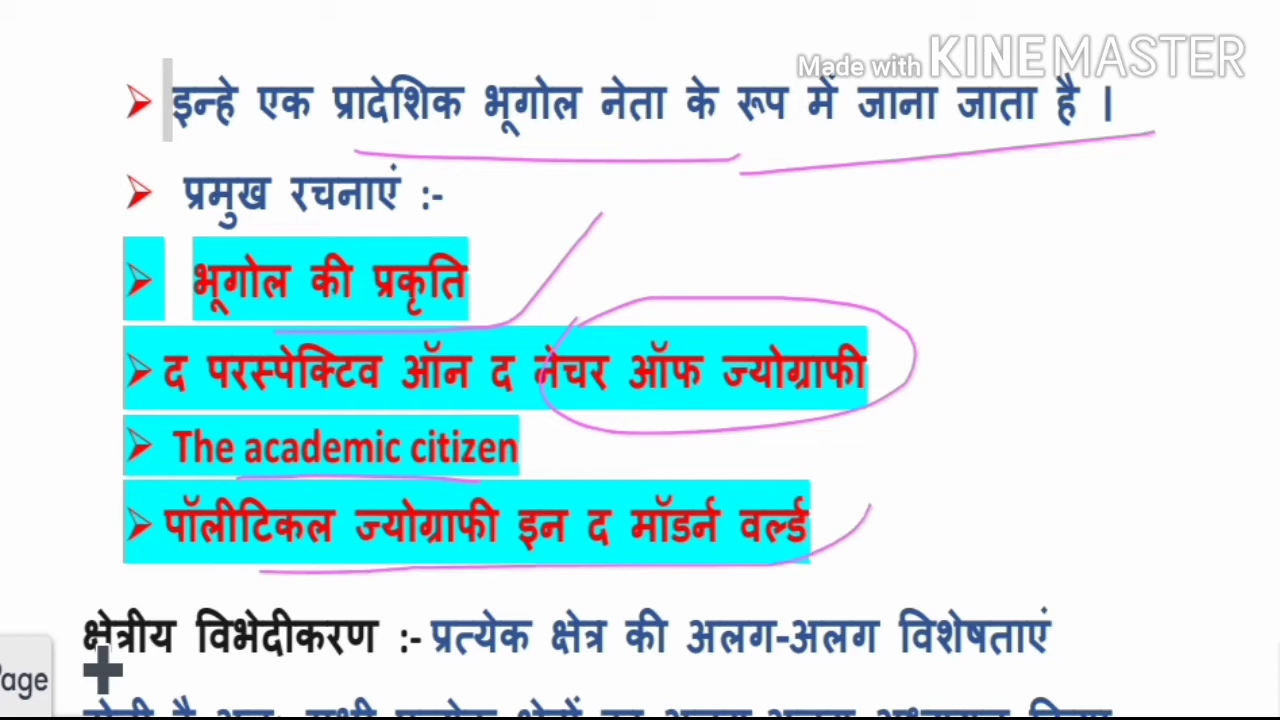 Made with KINEMASTER
➢ इन्हे एक प्रादेशिक भूगोल नेता के रूप में जाना जाता है ।
➢ प्रमुख रचनाएं :-
➢ भूगोल की प्रकृति
➢ द परस्पेक्टिव ऑन द नेचर ऑफ ज्योग्राफी
➢ The academic citizen
➢ पॉलीटिकल ज्योग्राफी इन द मॉडर्न वर्ल्ड
क्षेत्रीय विभेदीकरण :- प्रत्येक क्षेत्र की अलग-अलग विशेषताएं
Page